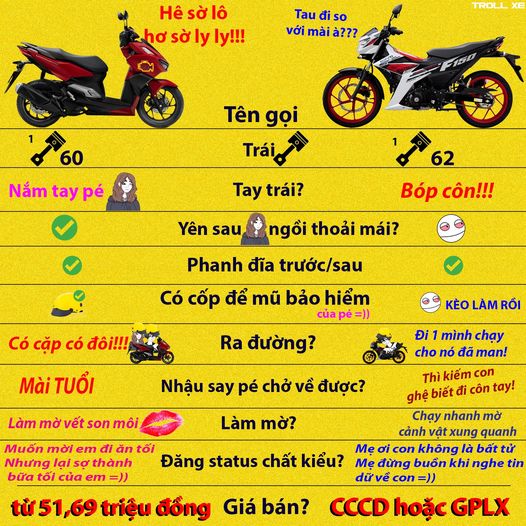 TROLL XE
Hê sờ lô
hơ sờ ly ly!!!
Tau đi so
với mài à???
F150
Tên gọi
1 60
Trái
1 62
Nắm tay pé
Tay trái?
Bóp côn!!!
Yên sau ngồi thoải mái?
Phanh đĩa trước/sau
Có cốp để mũ bảo hiểm
của pé =))
KÈO LÀM RỒI
Có cặp có đôi!!!
Ra đường?
Đi 1 mình chạy
cho nó đã man!
Mài TUỔI
Nhậu say pé chở về được?
Thì kiếm con
ghệ biết đi côn tay!
Làm mờ vết son môi
Làm mờ?
Chạy nhanh mờ
cảnh vật xung quanh
Muốn mời em đi ăn tối
Nhưng lại sợ thành
bữa tối của em =))
Đăng status chất kiểu?
Mẹ ơi con không là bất tử
Mẹ đừng buồn khi nghe tin
dữ về con =))
từ 51,69 triệu đồng
Giá bán?
CCCD hoặc GPLX